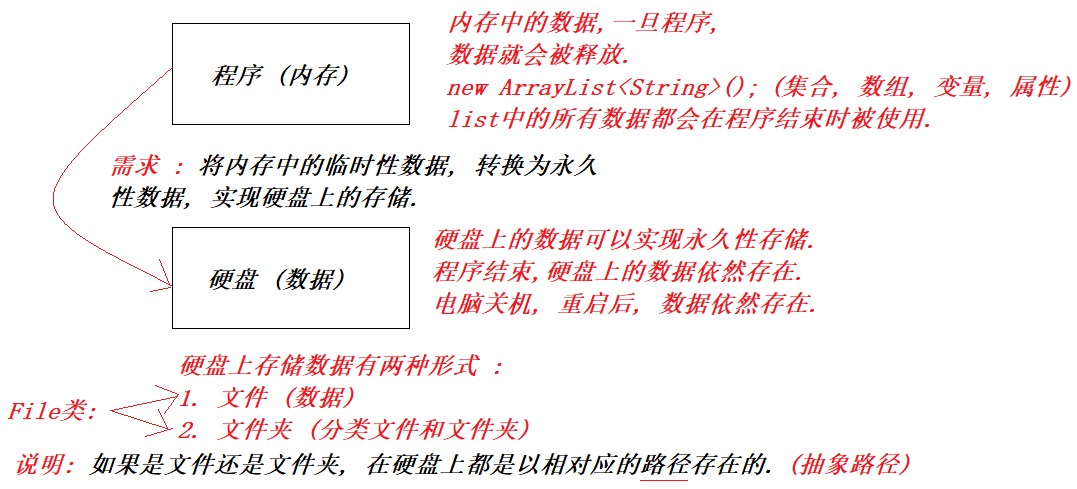 内存中的数据, 一旦程序,
数据就会被释放.
程序 (内存)
new ArrayList<String>(); (集合, 数组, 变量, 属性)
list中的所有数据都会在程序结束时被使用.
需求 : 将内存中的临时性数据, 转换为永久
性数据, 实现硬盘上的存储.
硬盘上的数据可以实现永久性存储.
硬盘 (数据)
程序结束, 硬盘上的数据依然存在.
电脑关机, 重启后, 数据依然存在.
硬盘上存储数据有两种形式 :
1. 文件 (数据)
File类:
2. 文件夹 (分类文件和文件夹)
说明: 如果是文件还是文件夹, 在硬盘上都是以相对应的路径存在的. (抽象路径)